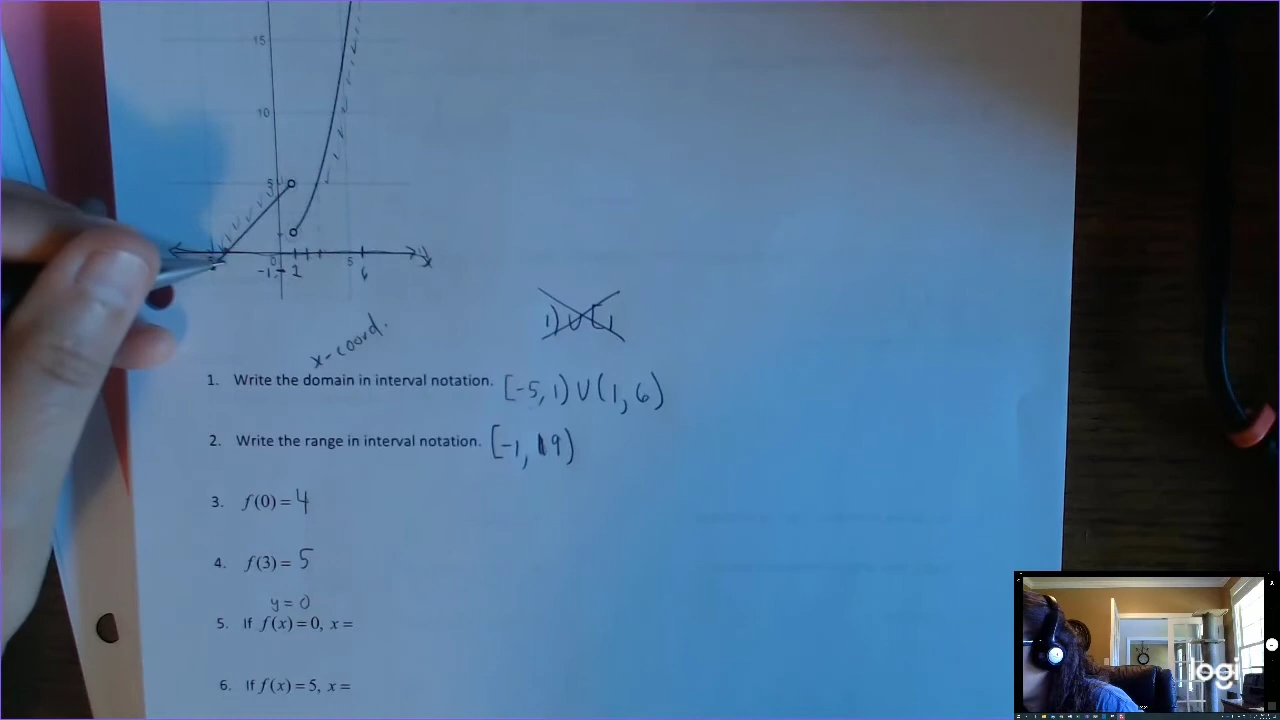 15
10
5
0 5
-1 2 6 x
x-coord.
1) ∪ [1
1. Write the domain in interval notation. [-5, 1) ∪ (1, 6)
2. Write the range in interval notation. [-1, 19)
3. f(0) = 4
4. f(3) = 5
y = 0
5. If f(x) = 0, x =
6. If f(x) = 5, x =
logi